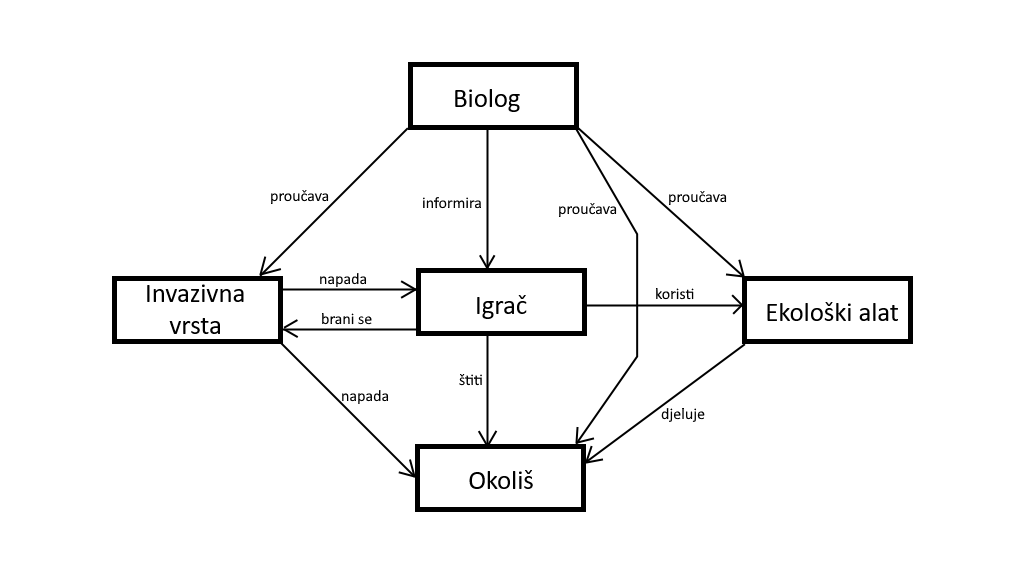 Biolog
proučava
informira
proučava
proučava
Invazivna
vrsta
napada
brani se
Igrač
koristi
Ekološki alat
napada
štiti
djeluje
Okoliš